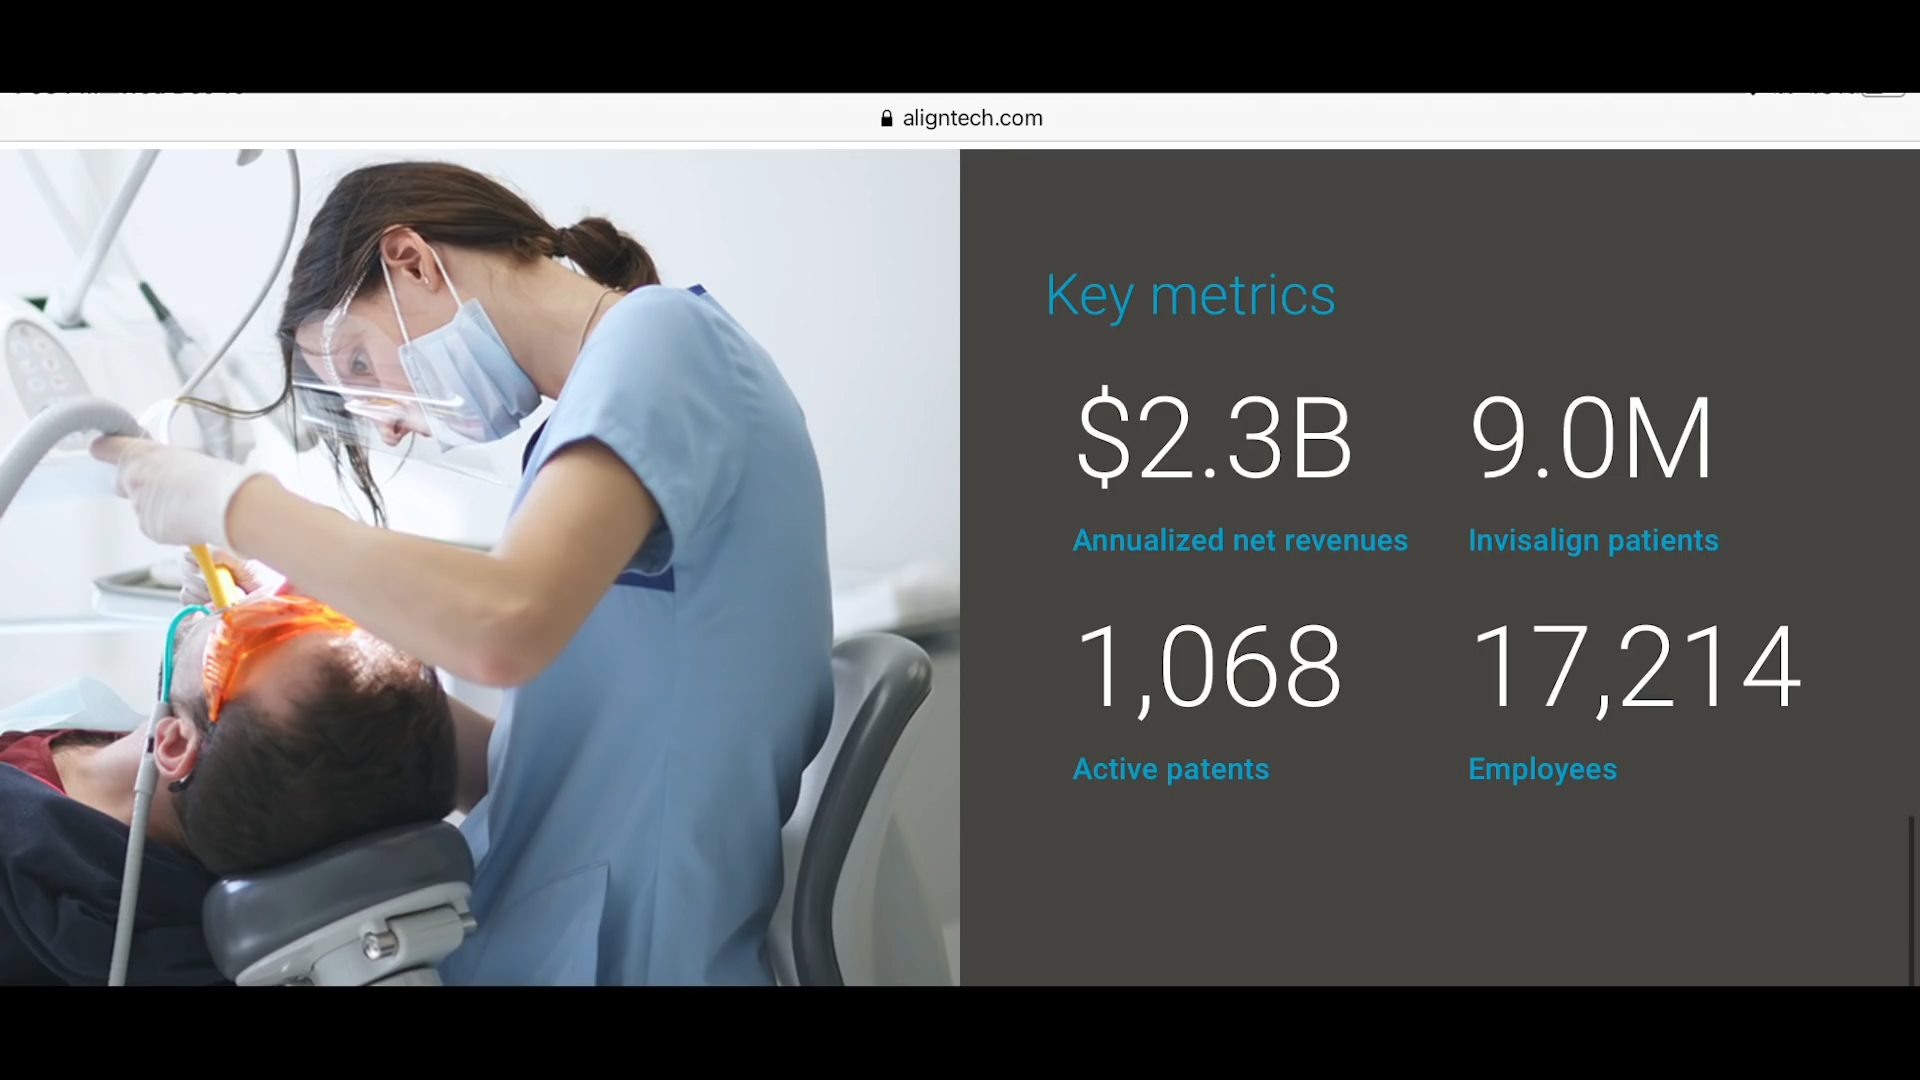 aligntech.com
Key metrics
$2.3B
9.0M
Annualized net revenues
Invisalign patients
1,068
17,214
Active patents
Employees